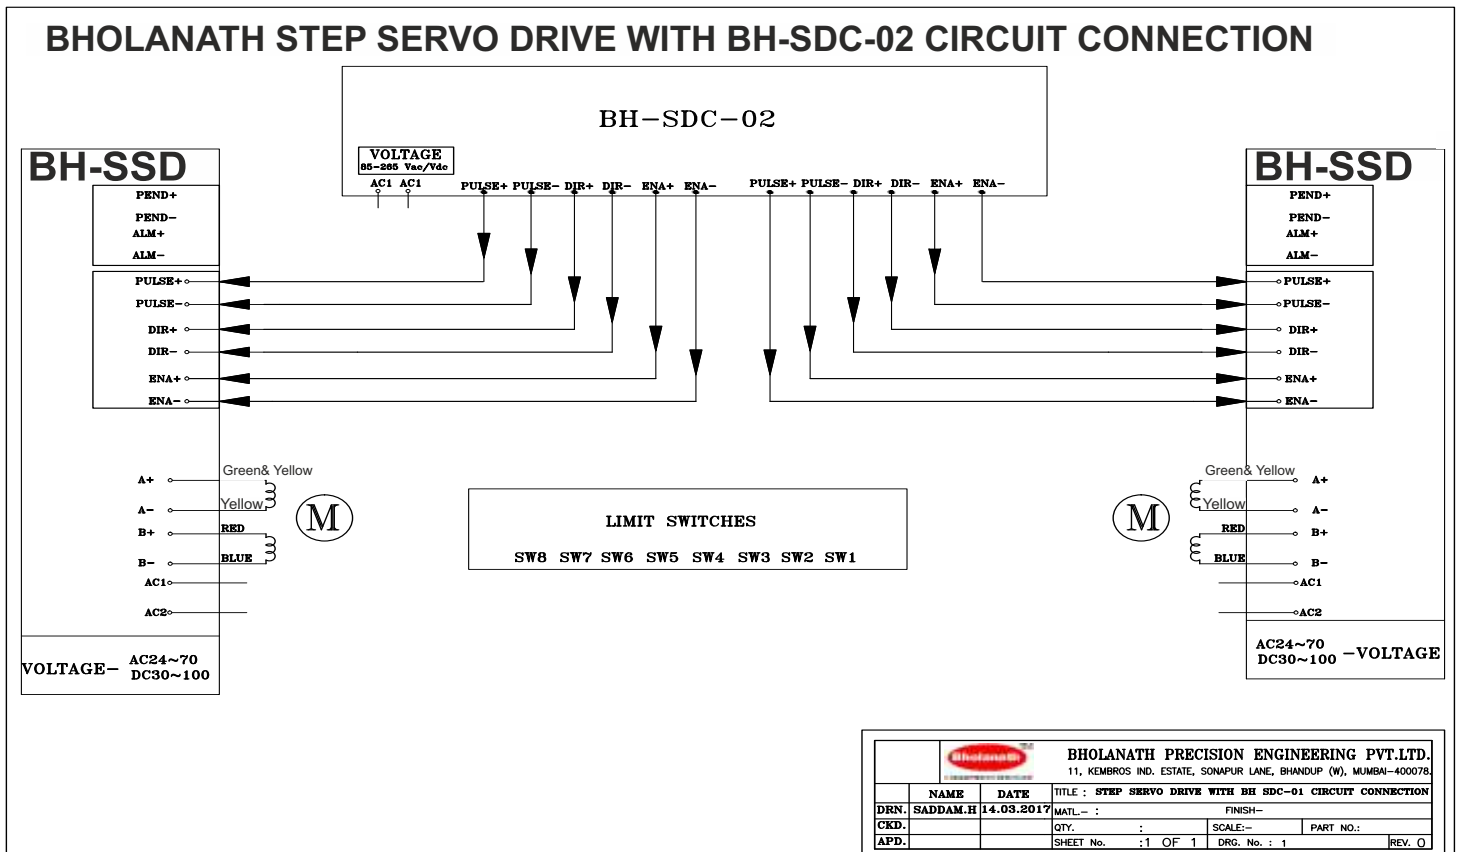 BHOLANATH STEP SERVO DRIVE WITH BH-SDC-02 CIRCUIT CONNECTION
BH-SDC-02
VOLTAGE
85-265 Vac/Vdc
AC1 AC1
PULSE+ PULSE- DIR+ DIR- ENA+ ENA-
PULSE+ PULSE- DIR+ DIR- ENA+ ENA-
BH-SSD
PEND+
PEND-
ALM+
ALM-
PULSE+
PULSE-
DIR+
DIR-
ENA+
ENA-
A+
Green& Yellow
A-
Yellow
B+
RED
B-
BLUE
AC1
AC2
M
VOLTAGE-
AC24~70
DC30~100
LIMIT SWITCHES
SW8 SW7 SW6 SW5 SW4 SW3 SW2 SW1
BH-SSD
PEND+
PEND-
ALM+
ALM-
PULSE+
PULSE-
DIR+
DIR-
ENA+
ENA-
M
Green& Yellow
A+
Yellow
A-
RED
B+
BLUE
B-
AC1
AC2
AC24~70
DC30~100
-VOLTAGE
Bholanath
BHOLANATH PRECISION ENGINEERING PVT.LTD.
11, KEMBROS IND. ESTATE, SONAPUR LANE, BHANDUP (W), MUMBAI-400078.
NAME DATE
TITLE : STEP SERVO DRIVE WITH BH SDC-01 CIRCUIT CONNECTION
DRN. SADDAM.H 14.03.2017
MATL.- : FINISH-
CKD.
QTY. : SCALE:- PART NO.:
APD.
SHEET No. :1 OF 1 DRG. No. : 1 REV. 0